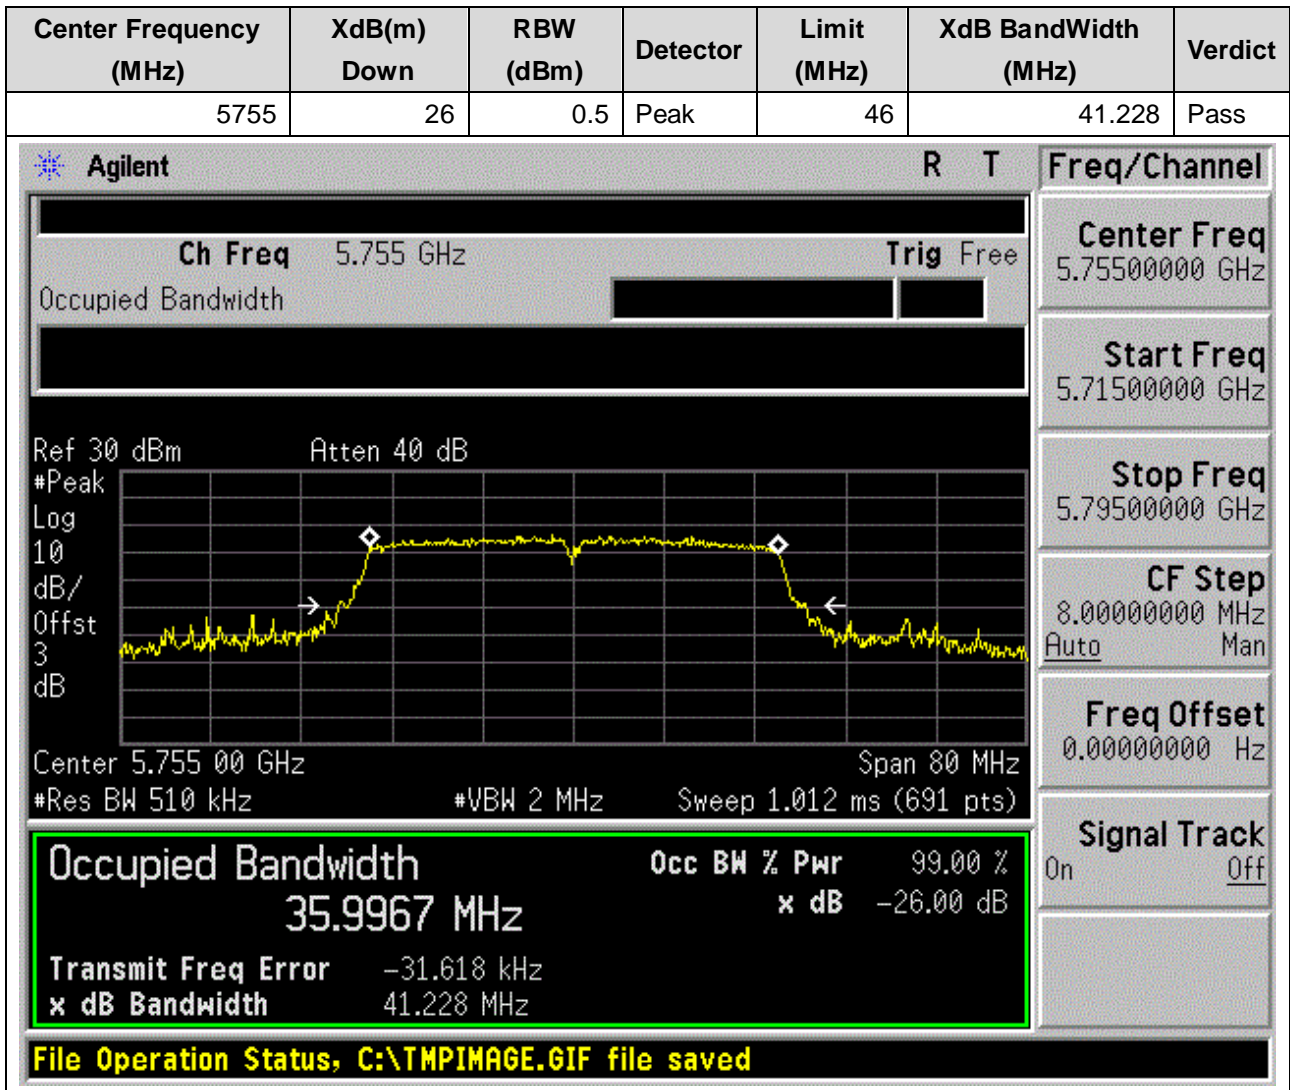 Center Frequency (MHz) XdB(m) Down RBW (dBm) Detector Limit (MHz) XdB BandWidth (MHz) Verdict
5755 26 0.5 Peak 46 41.228 Pass
Agilent R T Freq/Channel
Ch Freq 5.755 GHz Trig Free
Occupied Bandwidth
Center Freq
5.75500000 GHz
Start Freq
5.71500000 GHz
Stop Freq
5.79500000 GHz
CF Step
8.00000000 MHz
Auto Man
Freq Offset
0.00000000 Hz
Signal Track
On Off
Ref 30 dBm Atten 40 dB
#Peak
Log
10
dB/
Offst
3
dB
Center 5.755 00 GHz Span 80 MHz
#Res BW 510 kHz #VBW 2 MHz Sweep 1.012 ms (691 pts)
Occupied Bandwidth Occ BW % Pwr 99.00 %
35.9967 MHz x dB -26.00 dB
Transmit Freq Error -31.618 kHz
x dB Bandwidth 41.228 MHz
File Operation Status, C:\TMPIMAGE.GIF file saved